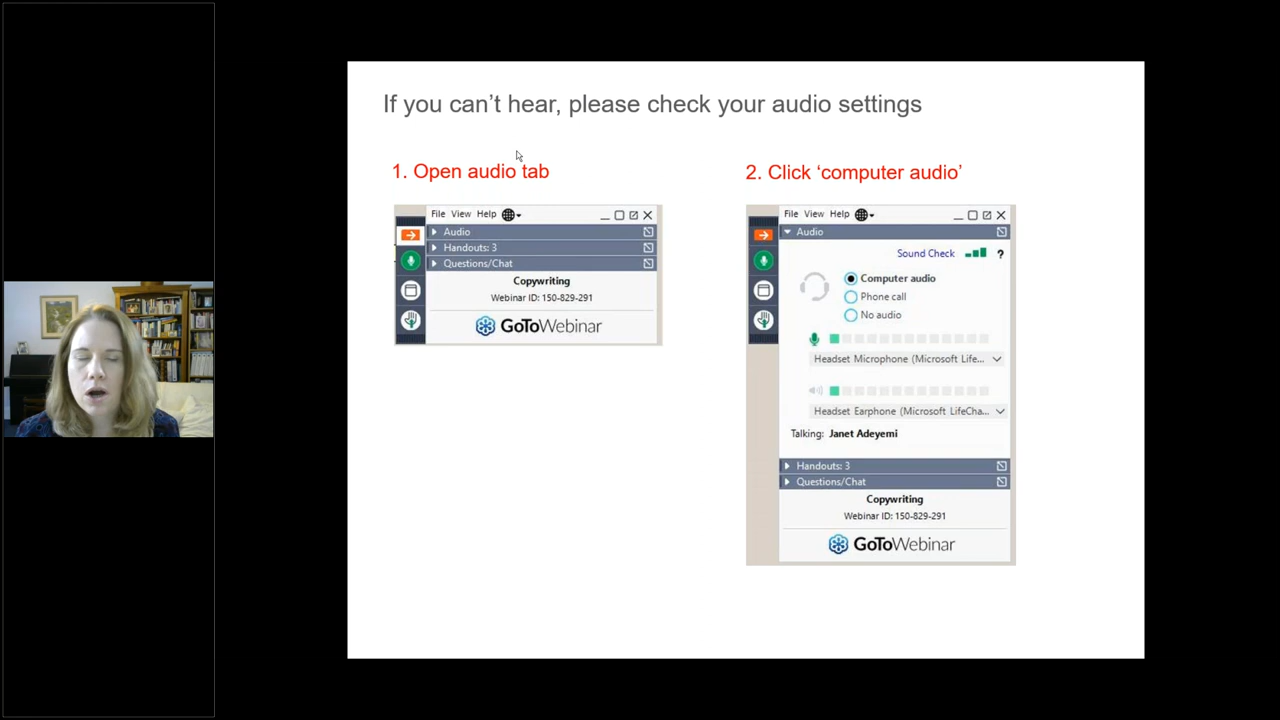 If you can't hear, please check your audio settings
1. Open audio tab
File View Help
Audio
Handouts: 3
Questions/Chat
Copywriting
Webinar ID: 150-829-291
GoToWebinar
2. Click ‘computer audio’
File View Help
Audio
Sound Check ?
Computer audio
Phone call
No audio
Headset Microphone (Microsoft Life...
Headset Earphone (Microsoft LifeCha...
Talking: Janet Adeyemi
Handouts: 3
Questions/Chat
Copywriting
Webinar ID: 150-829-291
GoToWebinar